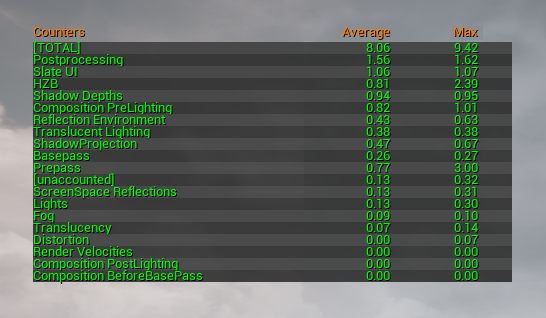 Counters Average Max
[TOTAL] 8.06 9.42
Postprocessing 1.56 1.62
Slate UI 1.06 1.07
HZB 0.81 2.39
Shadow Depths 0.94 0.95
Composition PreLighting 0.82 1.01
Reflection Environment 0.43 0.63
Translucent Lighting 0.38 0.38
ShadowProjection 0.47 0.67
Basepass 0.26 0.27
Prepass 0.77 3.00
[unaccounted] 0.13 0.32
ScreenSpace Reflections 0.13 0.31
Lights 0.13 0.30
Fog 0.09 0.10
Translucency 0.07 0.14
Distortion 0.00 0.07
Render Velocities 0.00 0.00
Composition PostLighting 0.00 0.00
Composition BeforeBasePass 0.00 0.00